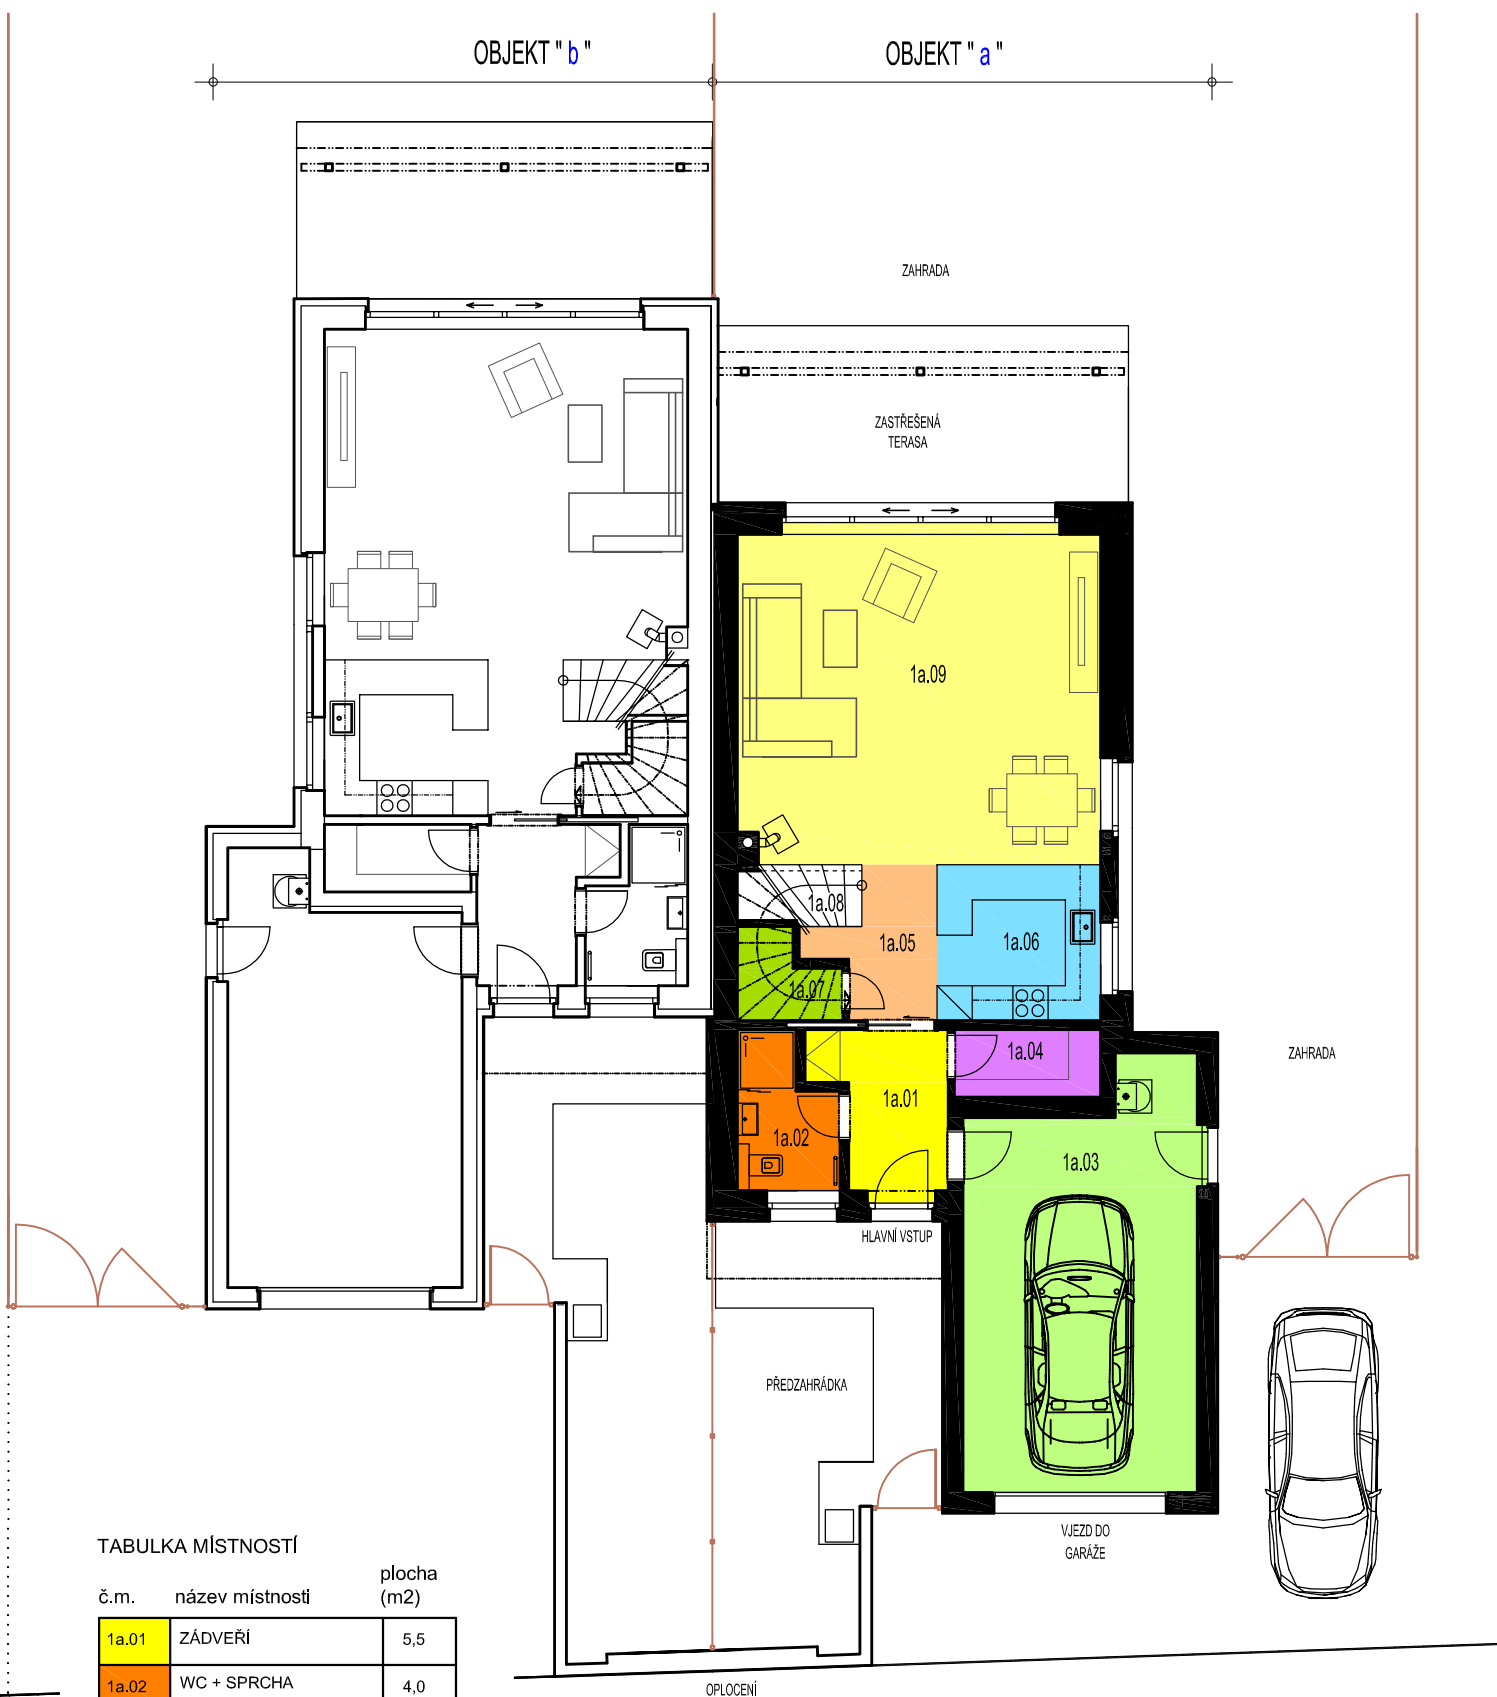 OBJEKT " b "
OBJEKT " a "
ZAHRADA
ZASTŘEŠENÁ
TERASA
1a.09
1a.08
1a.05
1a.06
1a.07
1a.04
ZAHRADA
1a.01
1a.02
1a.03
HLAVNÍ VSTUP
PŘEDZAHRÁDKA
VJEZD DO
GARÁŽE
TABULKA MÍSTNOSTÍ
č.m. název místnosti plocha (m2)
1a.01 ZÁDVEŘÍ 5,5
1a.02 WC + SPRCHA 4,0
OPLOCENÍ